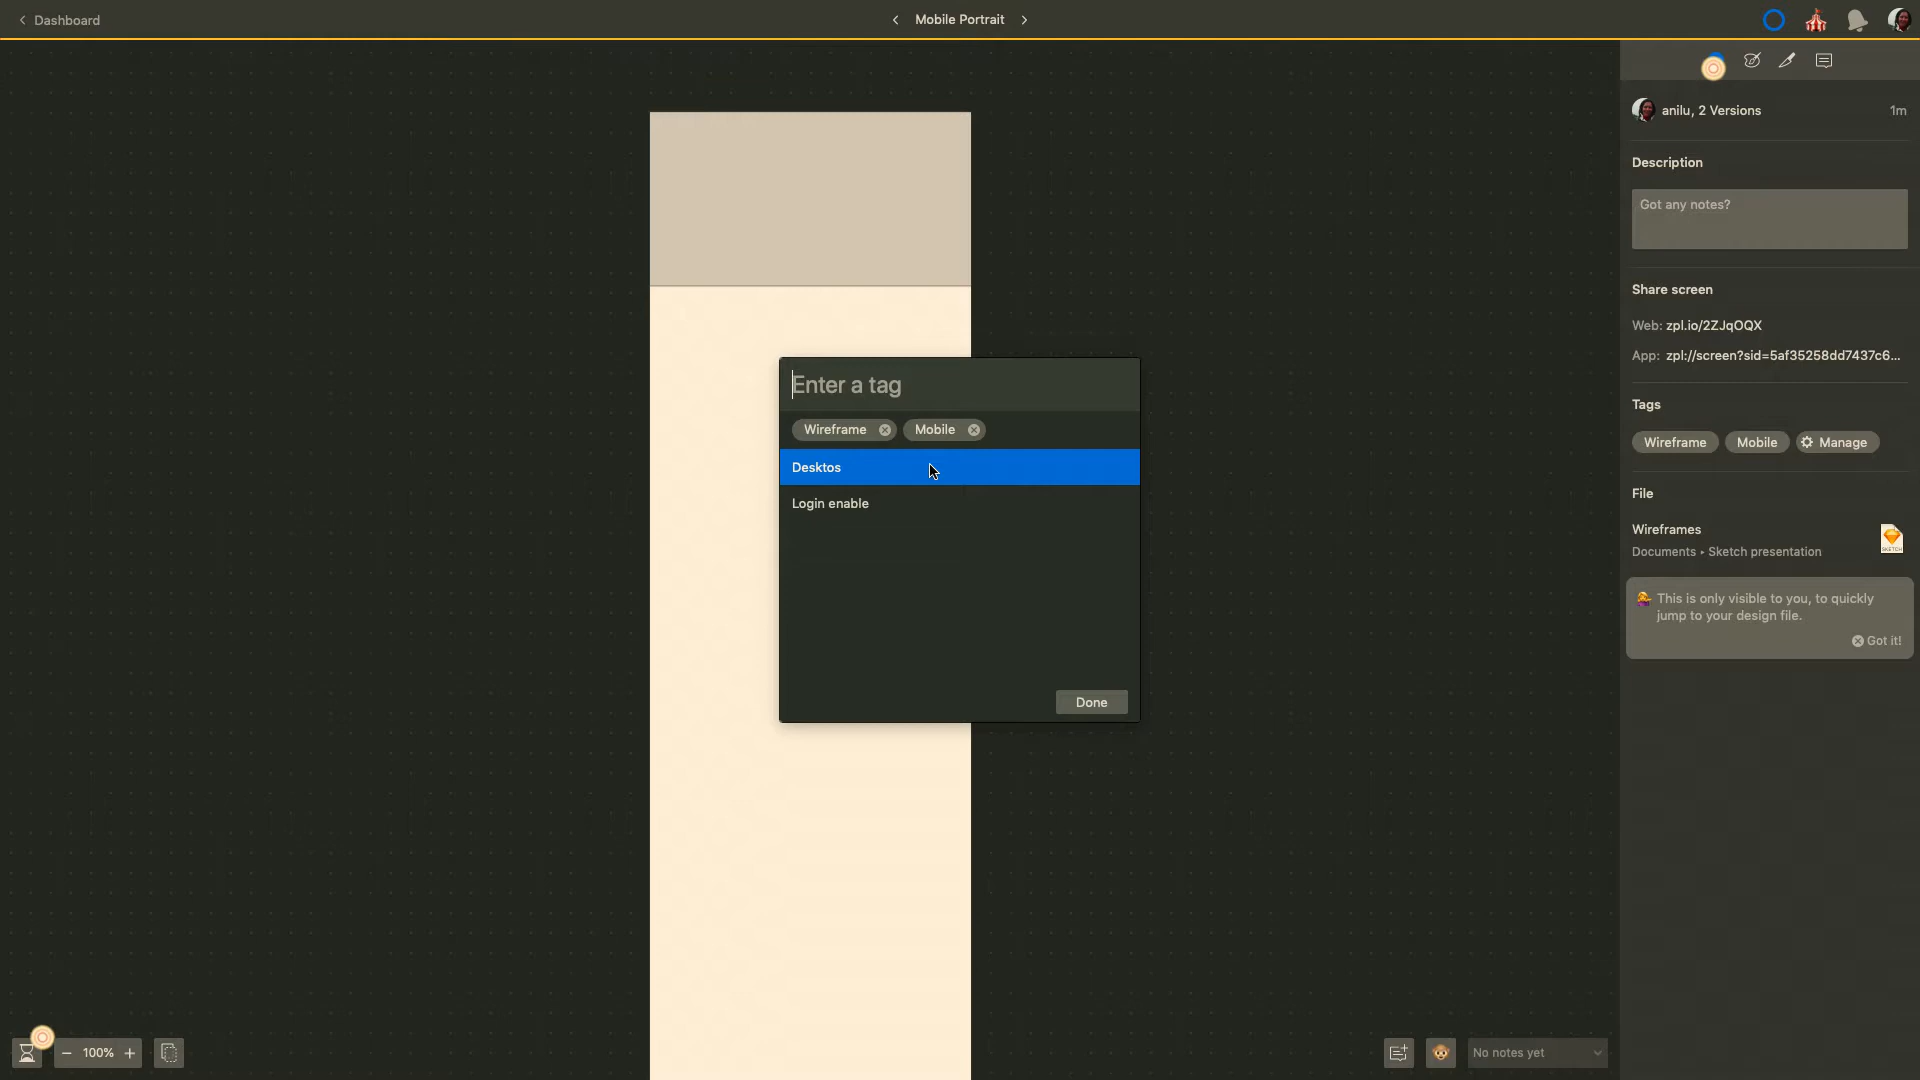 Dashboard
Mobile Portrait
anilu, 2 Versions 1m
Description
Got any notes?
Share screen
Web: zpl.io/2ZJqOQX
App: zpl://screen?sid=5af35258dd7437c6...
Enter a tag
Wireframe Mobile
Desktos
Login enable
Done
Tags
Wireframe Mobile Manage
File
Wireframes
Documents ▸ Sketch presentation
SKETCH
This is only visible to you, to quickly
jump to your design file.
Got it!
− 100% +
No notes yet